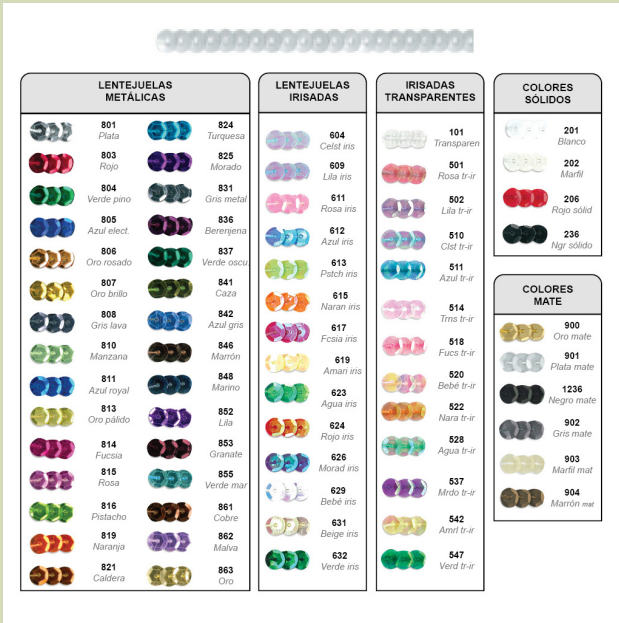 LENTEJUELAS
METÁLICAS
801
Plata
803
Rojo
804
Verde pino
805
Azul elect.
806
Oro rosado
807
Oro brillo
808
Gris lava
810
Manzana
811
Azul royal
813
Oro pálido
814
Fucsia
815
Rosa
816
Pistacho
819
Naranja
821
Caldera
824
Turquesa
825
Morado
831
Gris metal
836
Berenjena
837
Verde oscu.
841
Caza
842
Azul gris
846
Marrón
848
Marino
852
Lila
853
Granate
855
Verde mar
861
Cobre
862
Malva
863
Oro
LENTEJUELAS
IRISADAS
604
Celst iris
609
Lila iris
611
Rosa iris
612
Azul iris
613
Pstch iris
615
Naran iris
617
Fcsia iris
619
Amari iris
623
Agua iris
624
Rojo iris
626
Morad iris
629
Bebé iris
631
Beige iris
632
Verde iris
IRISADAS
TRANSPARENTES
101
Transparen
501
Rosa tr-ir
502
Lila tr-ir
510
Clst tr-ir
511
Azul tr-ir
514
Trns tr-ir
518
Fucs tr-ir
520
Bebé tr-ir
522
Nara tr-ir
528
Agua tr-ir
537
Mrdo tr-ir
542
Amrl tr-ir
547
Verd tr-ir
COLORES
SÓLIDOS
201
Blanco
202
Marfil
206
Rojo sólid
236
Ngr sólido
COLORES
MATE
900
Oro mate
901
Plata mate
1236
Negro mate
902
Gris mate
903
Marfil mat
904
Marrón mat